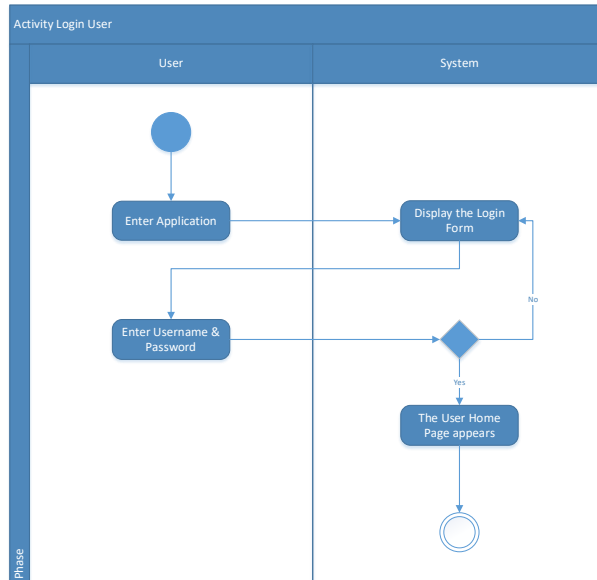 Activity Login User
User
System
Enter Application
Display the Login
Form
No
Enter Username &
Password
Yes
The User Home
Page appears
Phase